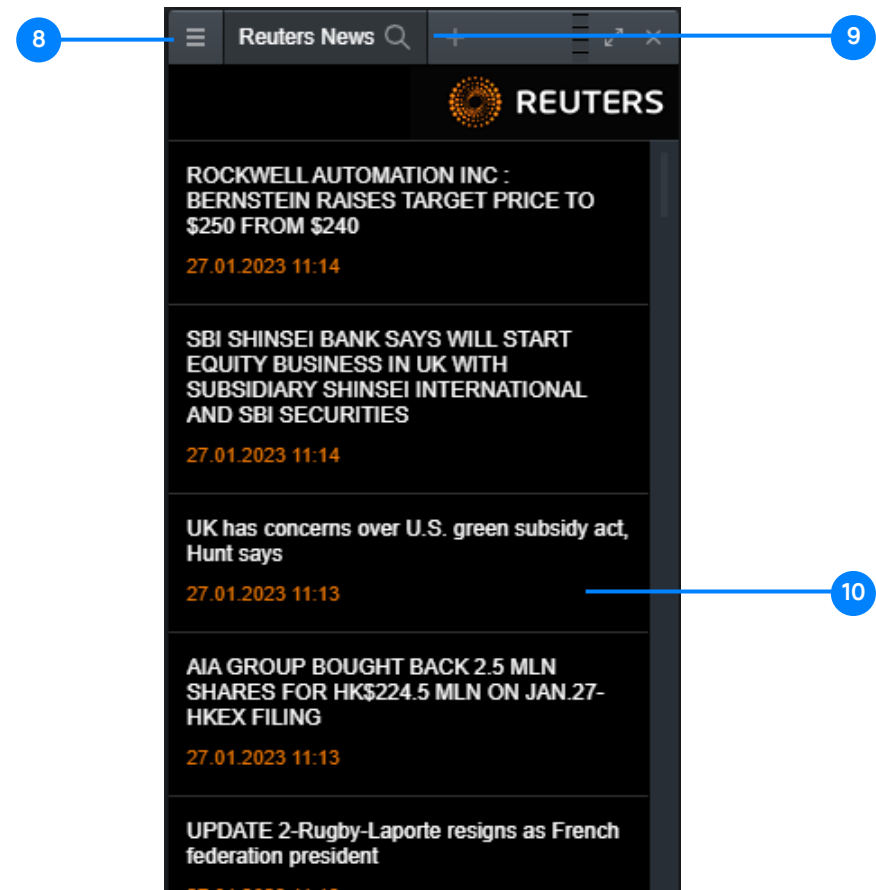 8
Reuters News
9
REUTERS
ROCKWELL AUTOMATION INC :
BERNSTEIN RAISES TARGET PRICE TO
$250 FROM $240
27.01.2023 11:14
SBI SHINSEI BANK SAYS WILL START
EQUITY BUSINESS IN UK WITH
SUBSIDIARY SHINSEI INTERNATIONAL
AND SBI SECURITIES
27.01.2023 11:14
UK has concerns over U.S. green subsidy act,
Hunt says
27.01.2023 11:13
10
AIA GROUP BOUGHT BACK 2.5 MLN
SHARES FOR HK$224.5 MLN ON JAN.27-
HKEX FILING
27.01.2023 11:13
UPDATE 2-Rugby-Laporte resigns as French
federation president